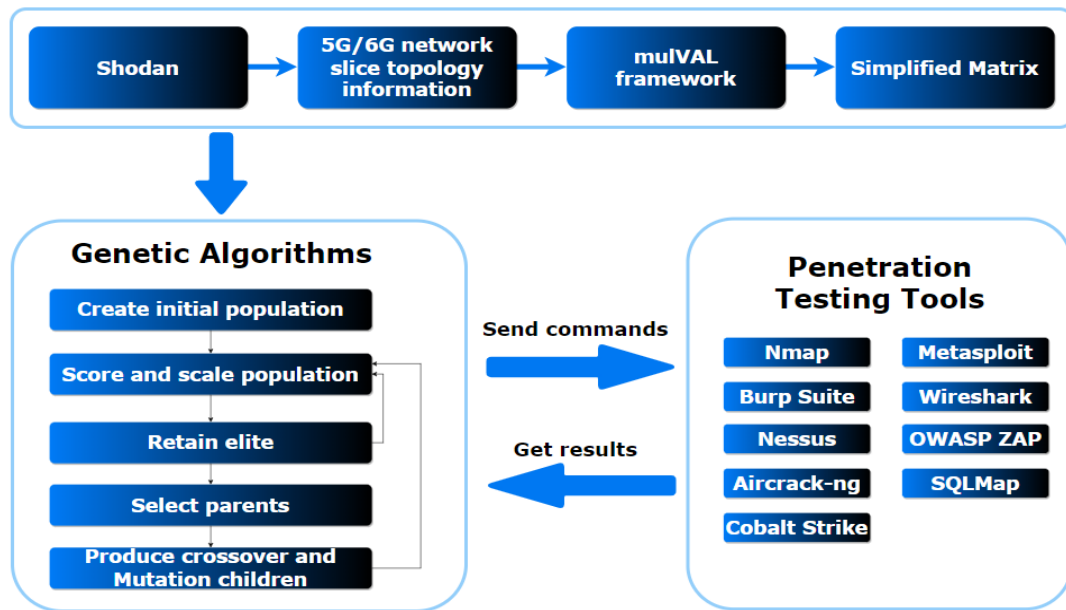 Shodan
5G/6G network
slice topology
information
mulVAL
framework
Simplified Matrix
Genetic Algorithms
Create initial population
Score and scale population
Retain elite
Select parents
Produce crossover and
Mutation children
Send commands
Get results
Penetration
Testing Tools
Nmap
Metasploit
Burp Suite
Wireshark
Nessus
OWASP ZAP
Aircrack-ng
SQLMap
Cobalt Strike